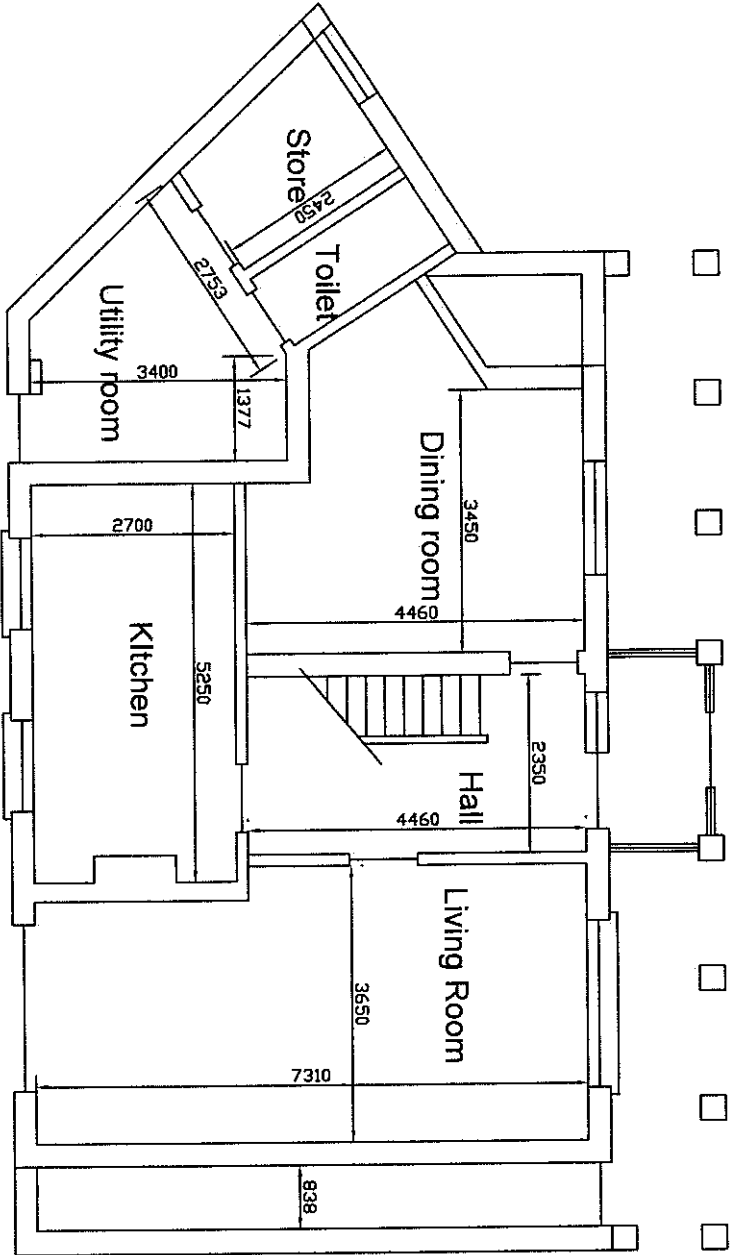 Store
2450
Toilet
2753
Utility room
3400
1377
Dining room
3450
4460
2700
Kltchen
5250
Hall
2350
4460
Living Room
3650
7310
838